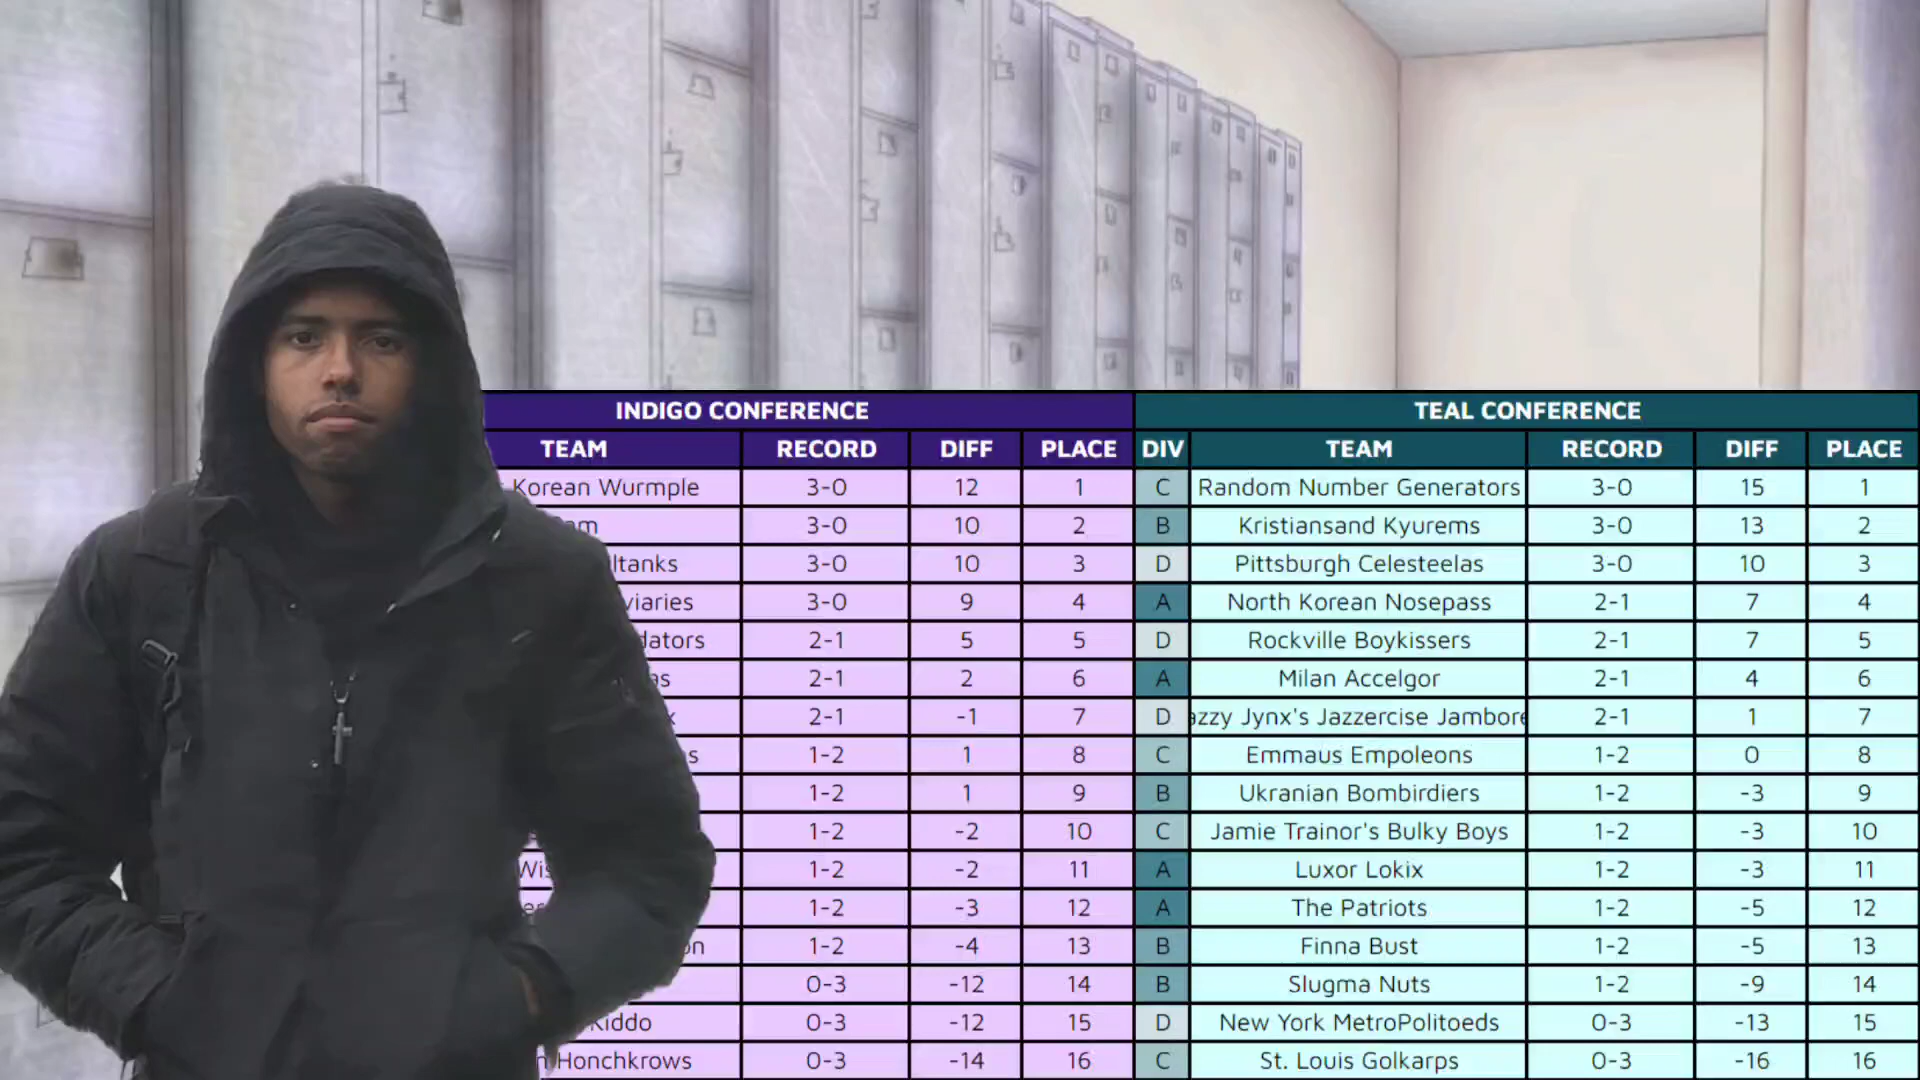 INDIGO CONFERENCE TEAL CONFERENCE
TEAM RECORD DIFF PLACE DIV TEAM RECORD DIFF PLACE
Korean Wurmple 3-0 12 1 C Random Number Generators 3-0 15 1
3-0 10 2 B Kristiansand Kyurems 3-0 13 2
ltanks 3-0 10 3 D Pittsburgh Celesteelas 3-0 10 3
viaries 3-0 9 4 A North Korean Nosepass 2-1 7 4
dators 2-1 5 5 D Rockville Boykissers 2-1 7 5
as 2-1 2 6 A Milan Accelgor 2-1 4 6
2-1 -1 7 D azzy Jynx's Jazzercise Jambore 2-1 1 7
s 1-2 1 8 C Emmaus Empoleons 1-2 0 8
1-2 1 9 B Ukranian Bombirdiers 1-2 -3 9
1-2 -2 10 C Jamie Trainor's Bulky Boys 1-2 -3 10
Wis 1-2 -2 11 A Luxor Lokix 1-2 -3 11
er 1-2 -3 12 A The Patriots 1-2 -5 12
on 1-2 -4 13 B Finna Bust 1-2 -5 13
0-3 -12 14 B Slugma Nuts 1-2 -9 14
Kiddo 0-3 -12 15 D New York MetroPolitoeds 0-3 -13 15
n Honchkrows 0-3 -14 16 C St. Louis Golkarps 0-3 -16 16